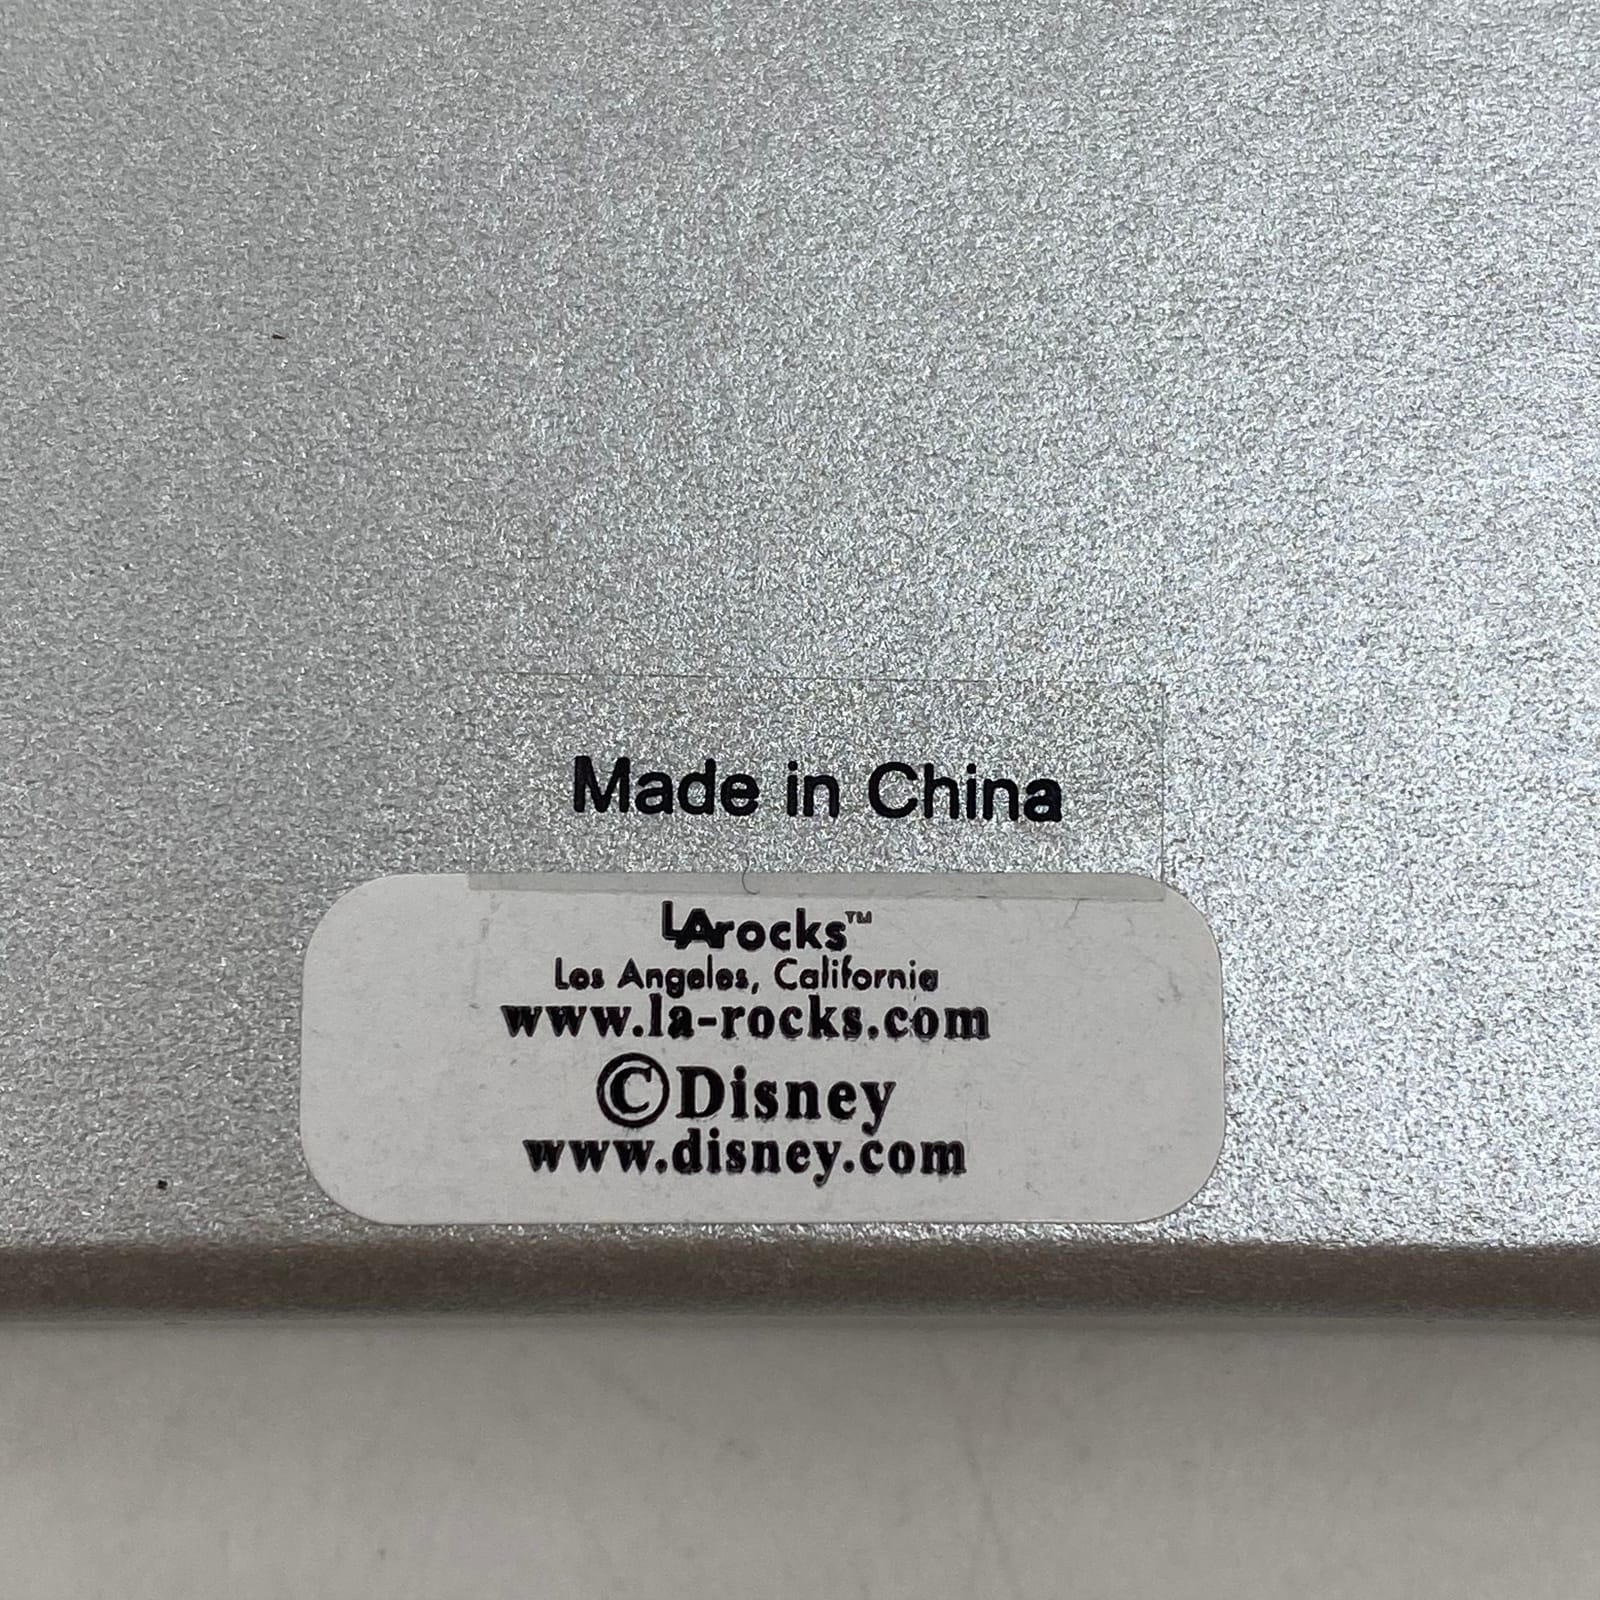 Made in China
LArocks™
Los Angeles, California
www.la-rocks.com
©Disney
www.disney.com